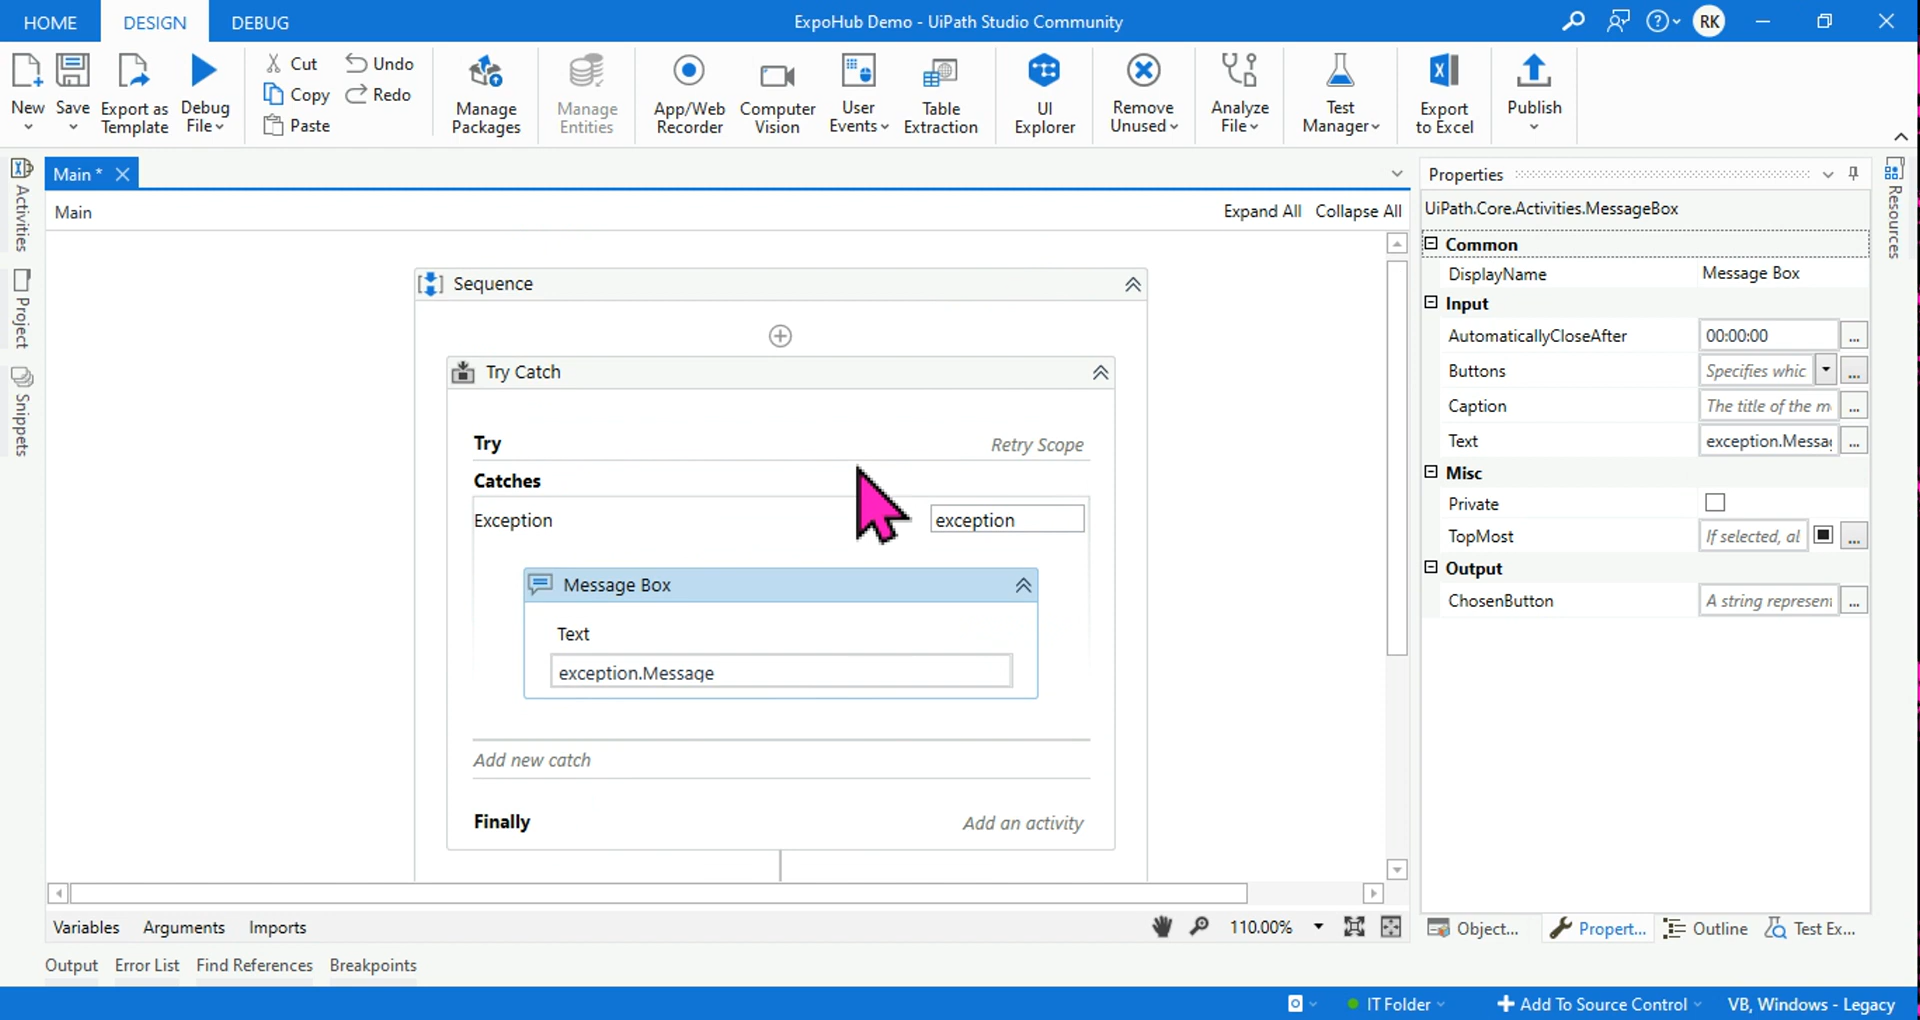 HOME DESIGN DEBUG ExpoHub Demo - UiPath Studio Community RK
New Save Export as Template Debug File Cut Copy Paste Undo Redo Manage Packages Manage Entities App/Web Recorder Computer Vision User Events Table Extraction UI Explorer Remove Unused Analyze File Test Manager Export to Excel Publish
Activities
Project
Snippets
Main *
Main Expand All Collapse All
Sequence
Try Catch
Try Retry Scope
Catches
Exception exception
Message Box
Text
exception.Message
Add new catch
Finally Add an activity
Variables Arguments Imports 110.00%
Output Error List Find References Breakpoints
Properties
UiPath.Core.Activities.MessageBox
Common
DisplayName Message Box
Input
AutomaticallyCloseAfter 00:00:00 ...
Buttons Specifies whic ...
Caption The title of the m ...
Text exception.Messa ...
Misc
Private
TopMost If selected, al ...
Output
ChosenButton A string represent ...
Object... Propert... Outline Test Ex...
Resources
IT Folder Add To Source Control VB, Windows - Legacy